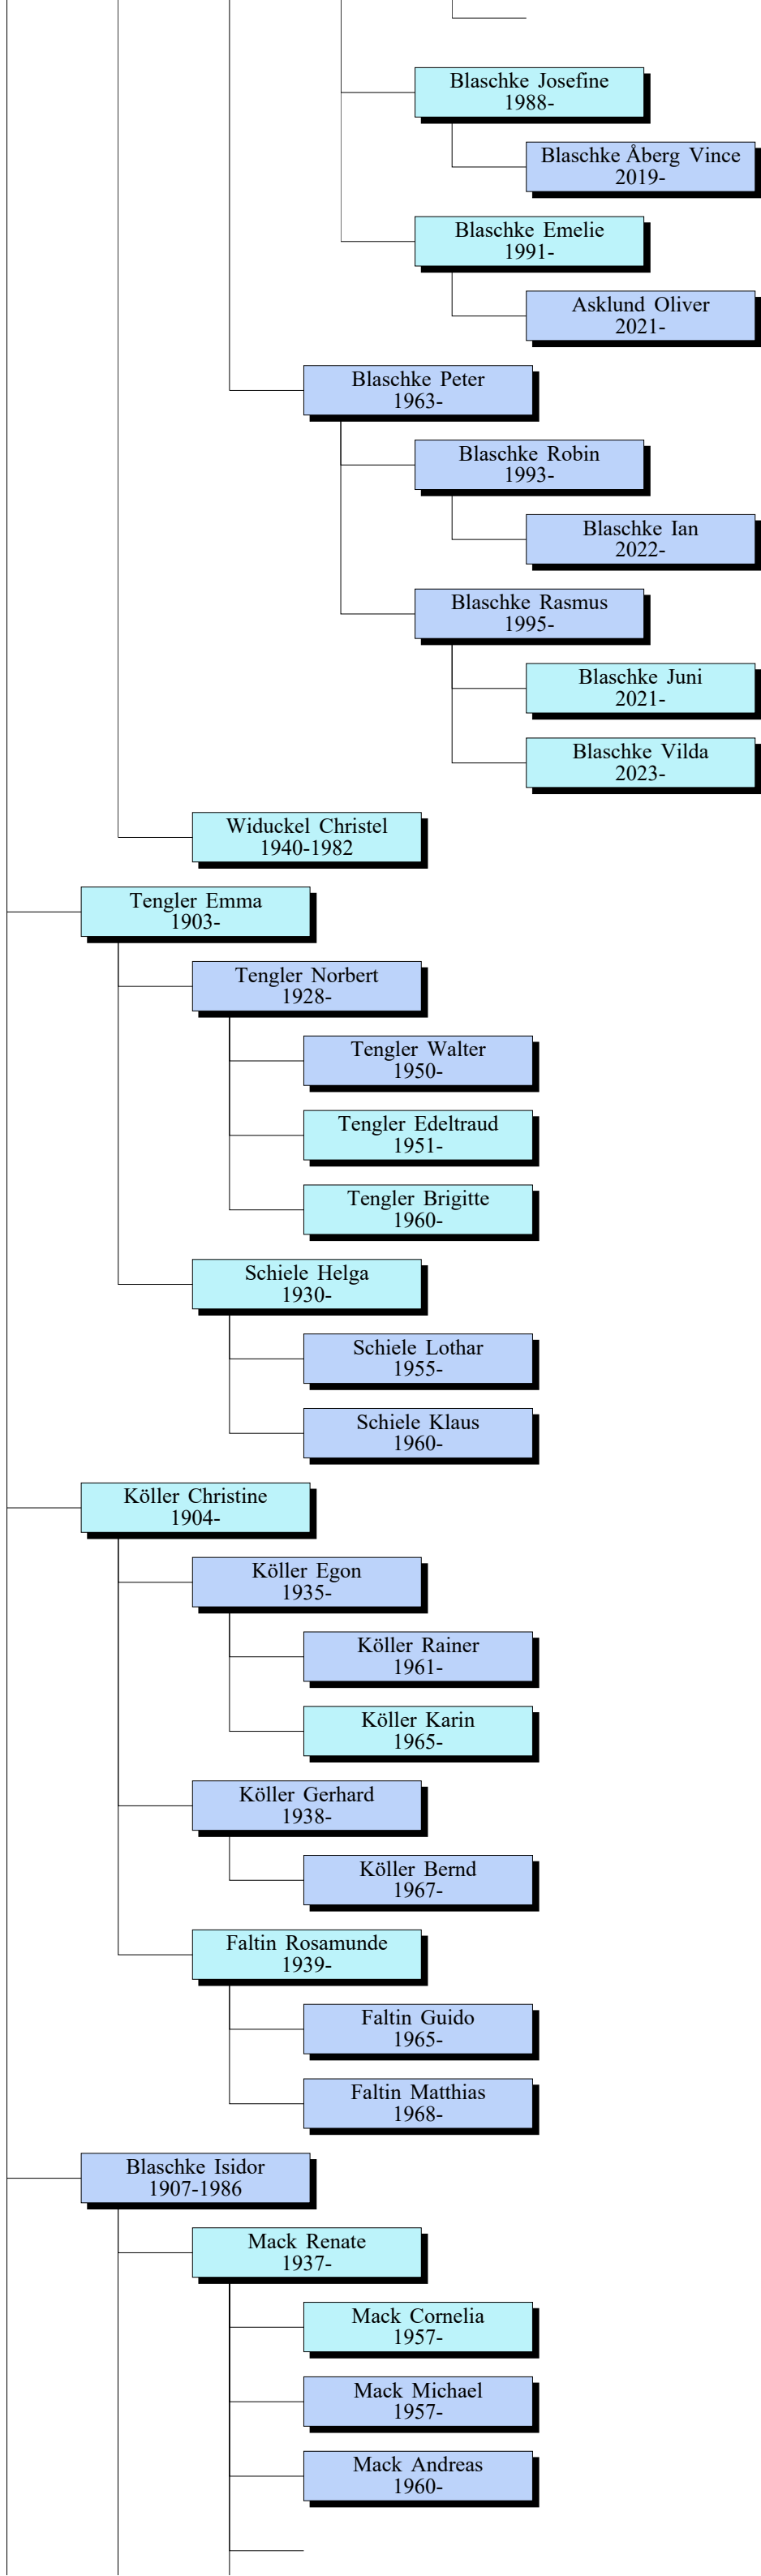 Blaschke Josefine
1988-
Blaschke Åberg Vince
2019-
Blaschke Emelie
1991-
Asklund Oliver
2021-
Blaschke Peter
1963-
Blaschke Robin
1993-
Blaschke Ian
2022-
Blaschke Rasmus
1995-
Blaschke Juni
2021-
Blaschke Vilda
2023-
Widuckel Christel
1940-1982
Tengler Emma
1903-
Tengler Norbert
1928-
Tengler Walter
1950-
Tengler Edeltraud
1951-
Tengler Brigitte
1960-
Schiele Helga
1930-
Schiele Lothar
1955-
Schiele Klaus
1960-
Köller Christine
1904-
Köller Egon
1935-
Köller Rainer
1961-
Köller Karin
1965-
Köller Gerhard
1938-
Köller Bernd
1967-
Faltin Rosamunde
1939-
Faltin Guido
1965-
Faltin Matthias
1968-
Blaschke Isidor
1907-1986
Mack Renate
1937-
Mack Cornelia
1957-
Mack Michael
1957-
Mack Andreas
1960-